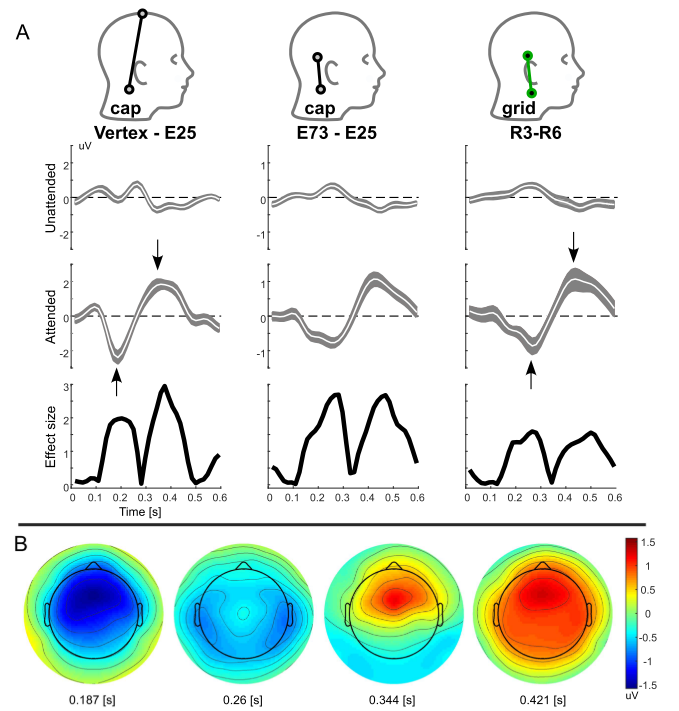 A
cap
cap
grid
Vertex - E25
E73 - E25
R3-R6
uV
Unattended
2
0
-2
1
0
-1
2
0
-2
Attended
2
0
-2
1
0
-1
2
0
-2
Effect size
3
2
1
0
0 0.1 0.2 0.3 0.4 0.5 0.6
0 0.1 0.2 0.3 0.4 0.5 0.6
0 0.1 0.2 0.3 0.4 0.5 0.6
Time [s]
B
1.5
1
0.5
0
-0.5
-1
-1.5
uV
0.187 [s]
0.26 [s]
0.344 [s]
0.421 [s]